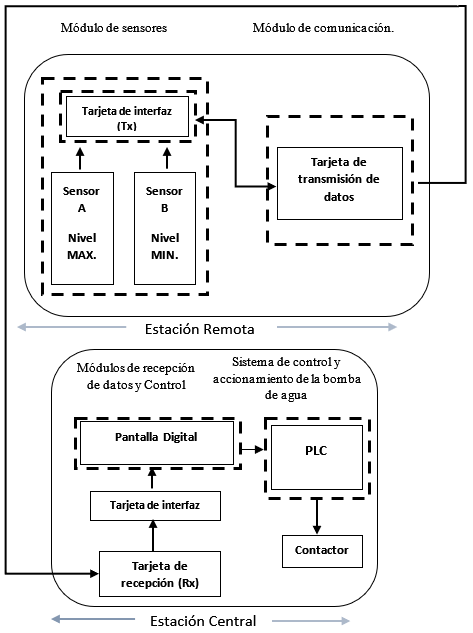 Módulo de sensores
Módulo de comunicación.
Tarjeta de interfaz
(Tx)
Sensor
A
Nivel
MAX.
Sensor
B
Nivel
MIN.
Tarjeta de
transmisión de
datos
Estación Remota
Módulos de recepción
de datos y Control
Sistema de control y
accionamiento de la bomba
de agua
Pantalla Digital
PLC
Tarjeta de interfaz
Tarjeta de
recepción (Rx)
Contactor
Estación Central